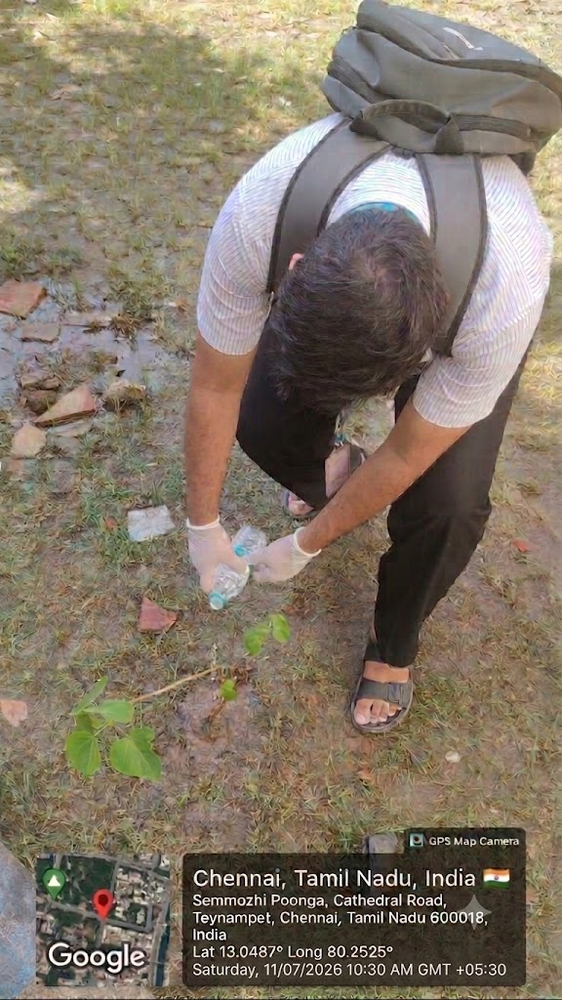 GPS Map Camera
Chennai, Tamil Nadu, India
Semmozhi Poonga, Cathedral Road,
Teynampet, Chennai, Tamil Nadu 600018,
India
Lat 13.0487° Long 80.2525°
Saturday, 11/07/2026 10:30 AM GMT +05:30
Google